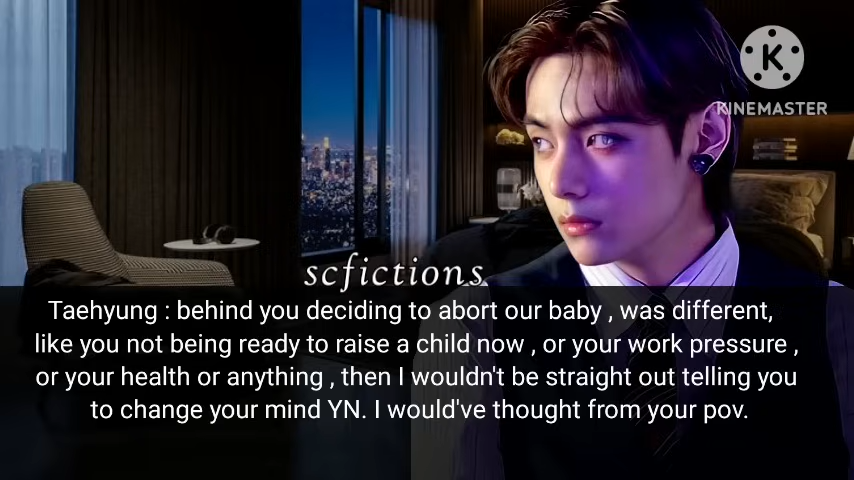 KINEMASTER
scfictions.
Taehyung : behind you deciding to abort our baby , was different,
like you not being ready to raise a child now , or your work pressure ,
or your health or anything , then I wouldn't be straight out telling you
to change your mind YN. I would've thought from your pov.